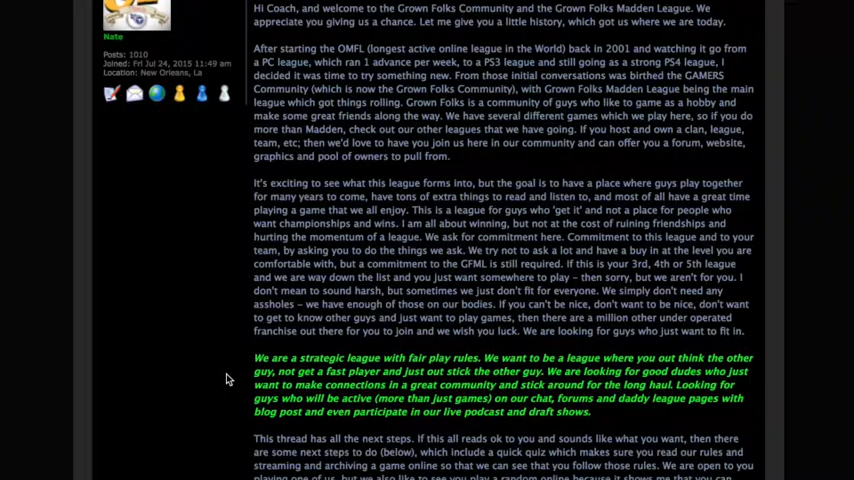 Hi Coach, and welcome to the Grown Folks Community and the Grown Folks Madden League. We
appreciate you giving us a chance. Let me give you a little history, which got us where we are today.
Nate
Posts: 1010
Joined: Fri Jul 24, 2015 11:49 am
Location: New Orleans, La
After starting the OMFL (longest active online league in the World) back in 2001 and watching it go from
a PC league, which ran 1 advance per week, to a PS3 league and still going as a strong PS4 league, I
decided it was time to try something new. From those initial conversations was birthed the GAMERS
Community (which is now the Grown Folks Community), with Grown Folks Madden League being the main
league which got things rolling. Grown Folks is a community of guys who like to game as a hobby and
make some great friends along the way. We have several different games which we play here, so if you do
more than Madden, check out our other leagues that we have going. If you host and own a clan, league,
team, etc; then we'd love to have you join us here in our community and can offer you a forum, website,
graphics and pool of owners to pull from.
It's exciting to see what this league forms into, but the goal is to have a place where guys play together
for many years to come, have tons of extra things to read and listen to, and most of all have a great time
playing a game that we all enjoy. This is a league for guys who 'get it' and not a place for people who
want championships and wins. I am all about winning, but not at the cost of ruining friendships and
hurting the momentum of a league. We ask for commitment here. Commitment to this league and to your
team, by asking you to do the things we ask. We try not to ask a lot and have a buy in at the level you are
comfortable with, but a commitment to the GFML is still required. If this is your 3rd, 4th or 5th league
and we are way down the list and you just want somewhere to play - then sorry, but we aren't for you. I
don't mean to sound harsh, but sometimes we just don't fit for everyone. We simply don't need any
assholes - we have enough of those on our bodies. If you can't be nice, don't want to be nice, don't want
to get to know other guys and just want to play games, then there are a million other under operated
franchise out there for you to join and we wish you luck. We are looking for guys who just want to fit in.
We are a strategic league with fair play rules. We want to be a league where you out think the other
guy, not get a fast player and just out stick the other guy. We are looking for good dudes who just
want to make connections in a great community and stick around for the long haul. Looking for
guys who will be active (more than just games) on our chat, forums and daddy league pages with
blog post and even participate in our live podcast and draft shows.
This thread has all the next steps. If this all reads ok to you and sounds like what you want, then there
are some next steps to do (below), which include a quick quiz which makes sure you read our rules and
streaming and archiving a game online so that we can see that you follow those rules. We are open to you
playing one of us, but we also like to see you play a random online because it shows me that you can